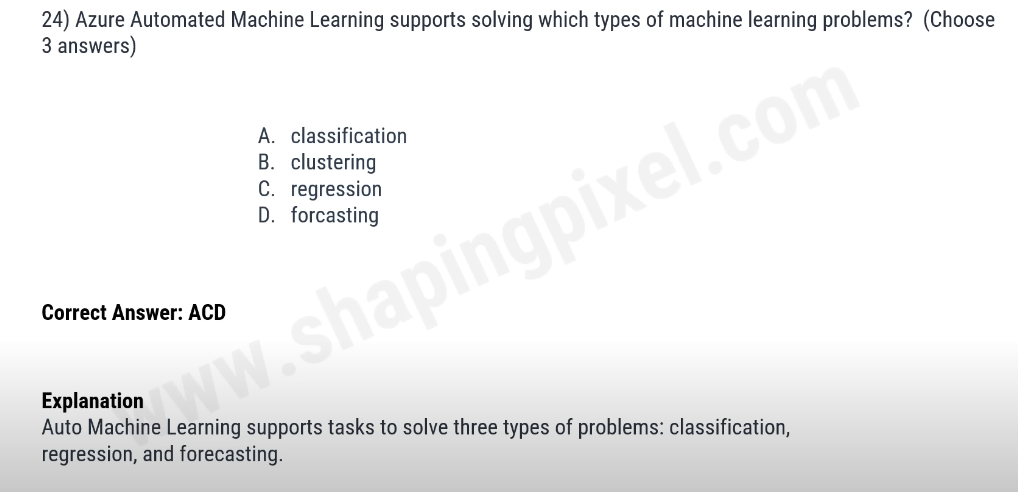 24) Azure Automated Machine Learning supports solving which types of machine learning problems?  (Choose
3 answers)
A. classification
B. clustering
C. regression
D. forcasting
www.shapingpixel.com
Correct Answer: ACD
Explanation
Auto Machine Learning supports tasks to solve three types of problems: classification,
regression, and forecasting.